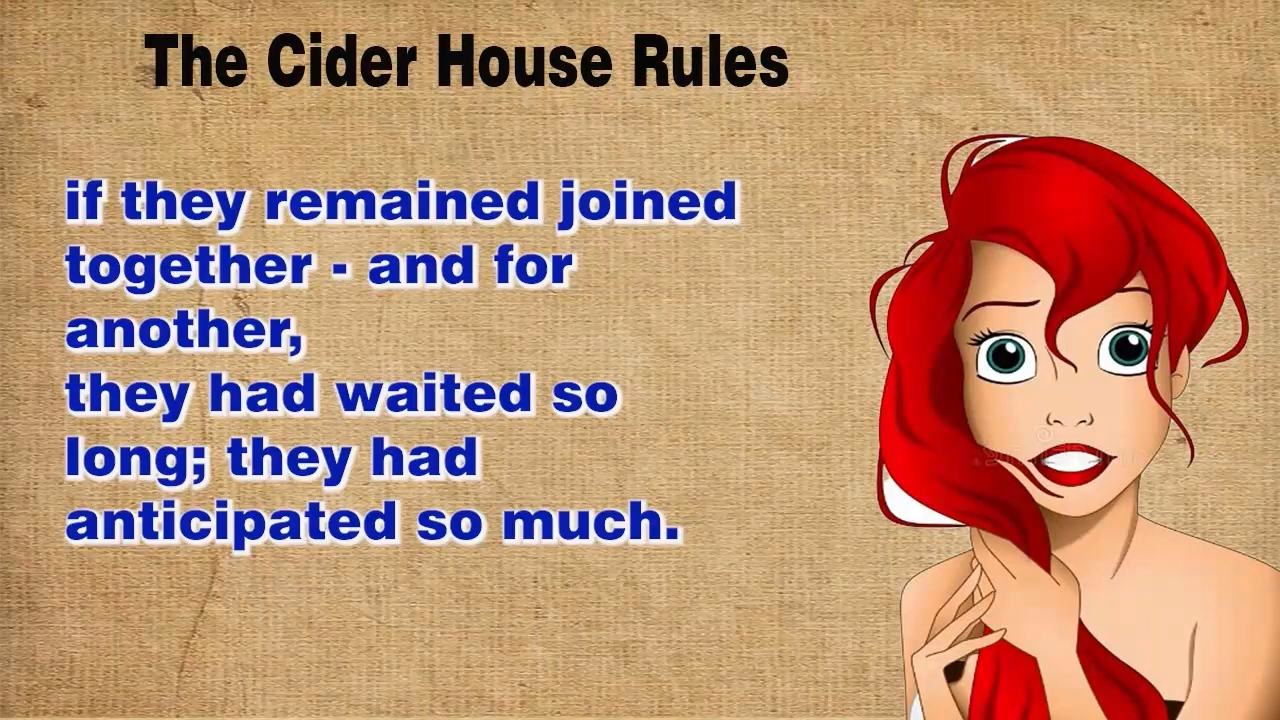 The Cider House Rules
if they remained joined
together - and for
another,
they had waited so
long; they had
anticipated so much.